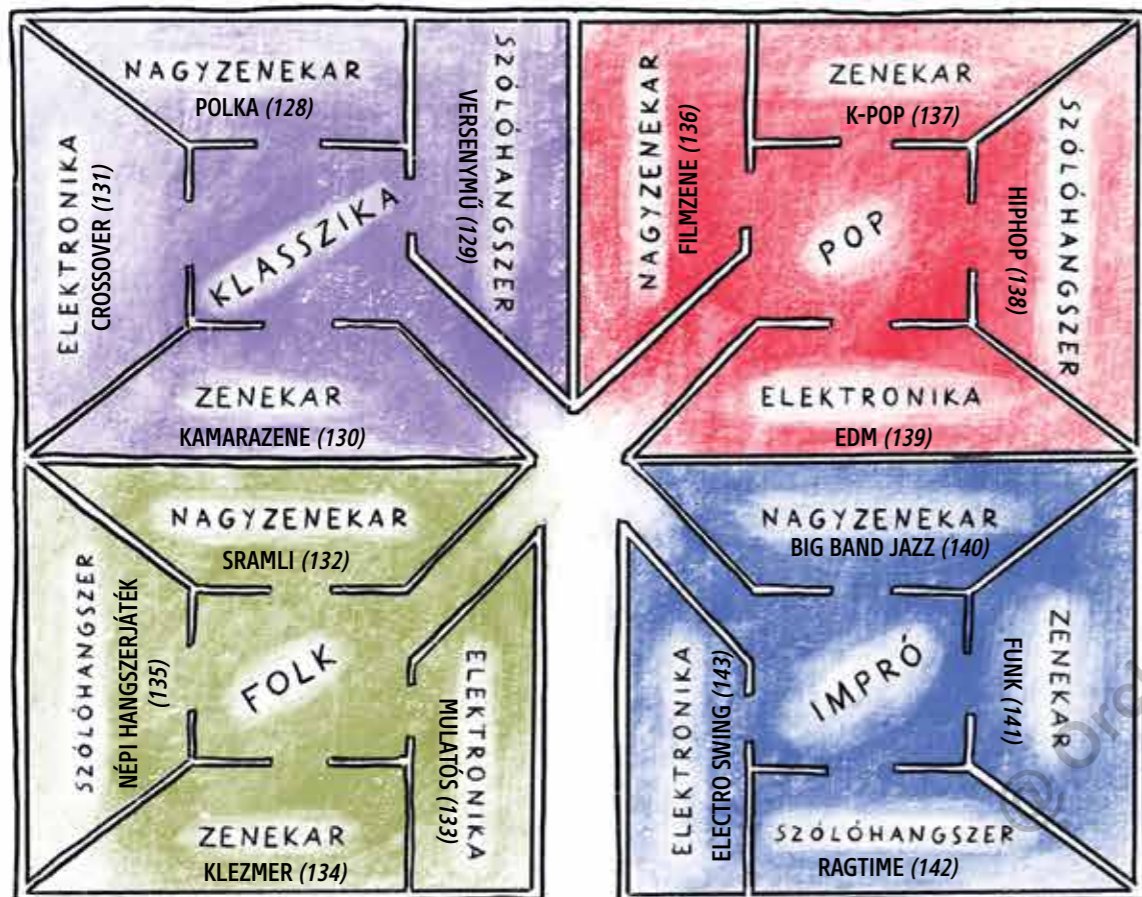 NAGYZENEKAR
POLKA (128)
SZÓLÓHANGSZER
VERSENYMŰ (129)
ELEKTRONIKA
CROSSOVER (131)
KLASSZIKA
ZENEKAR
KAMARAZENE (130)
NAGYZENEKAR
FILMZENE (136)
ZENEKAR
K-POP (137)
SZÓLÓHANGSZER
HIPHOP (138)
POP
ELEKTRONIKA
EDM (139)
NAGYZENEKAR
SRAMLI (132)
SZÓLÓHANGSZER
NÉPI HANGSZERJÁTÉK
(135)
FOLK
ELEKTRONIKA
MULATÓS (133)
ZENEKAR
KLEZMER (134)
NAGYZENEKAR
BIG BAND JAZZ (140)
ELEKTRONIKA
ELECTRO SWING (143)
IMPRÓ
ZENEKAR
FUNK (141)
SZÓLÓHANGSZER
RAGTIME (142)